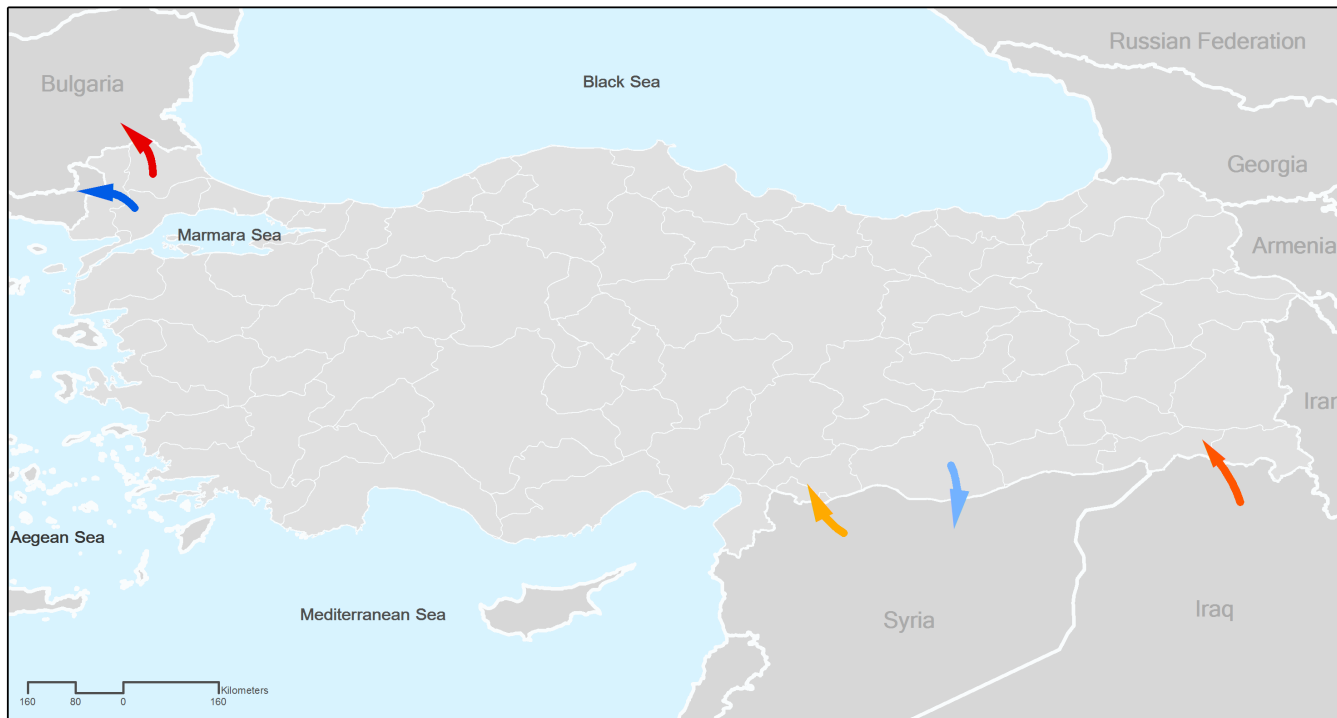 Russian Federation
Bulgaria
Black Sea
Georgia
Marmara Sea
Armenia
Iran
Aegean Sea
Mediterranean Sea
Syria
Iraq
Kilometers
160 80 0 160